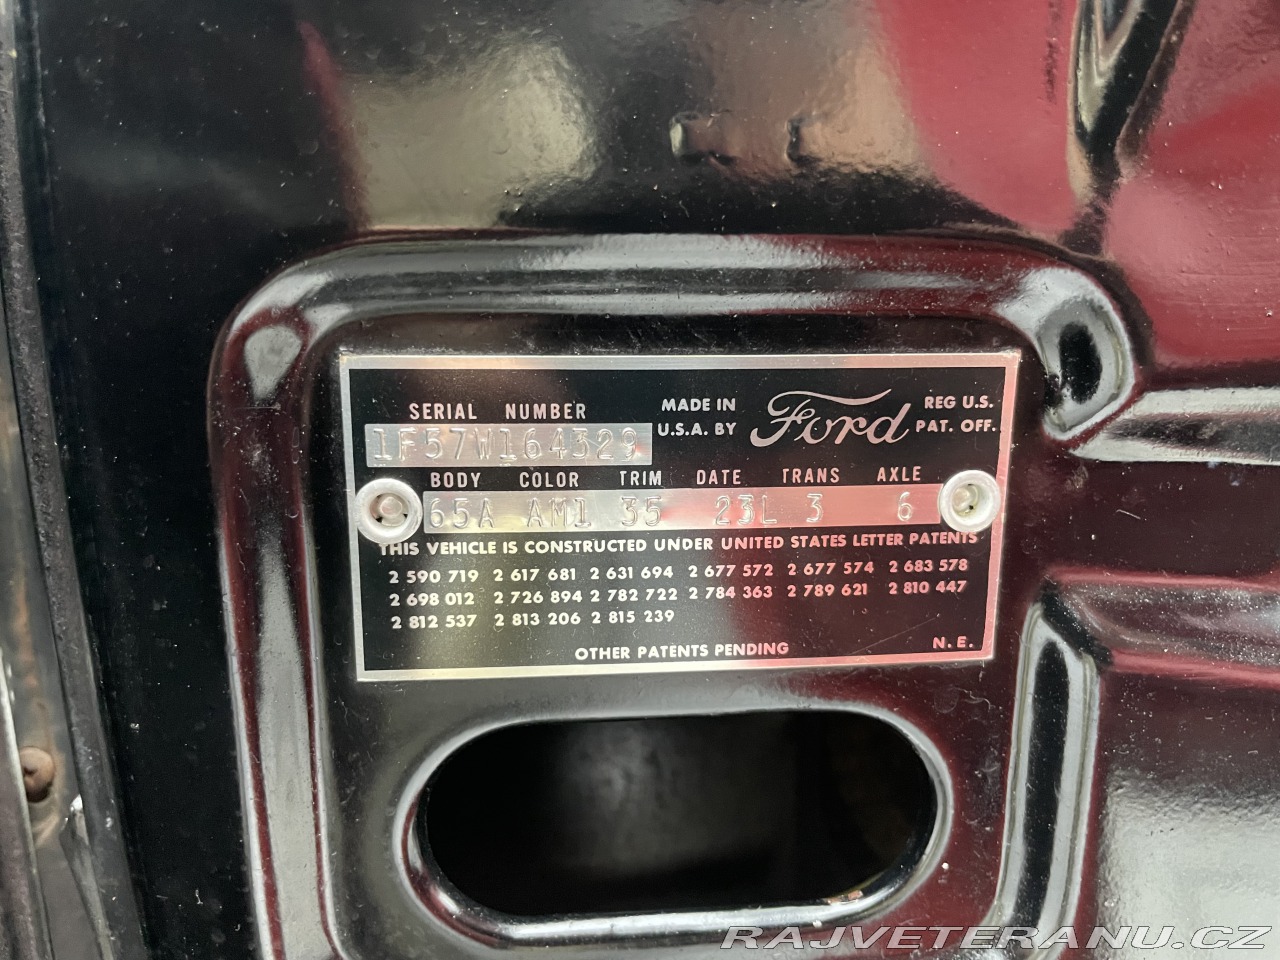 SERIAL NUMBER
1F57W164329
MADE IN
U.S.A. BY
Ford
REG U.S.
PAT. OFF.
BODY COLOR TRIM DATE TRANS AXLE
65A AM1 35 23L 3 6
THIS VEHICLE IS CONSTRUCTED UNDER UNITED STATES LETTER PATENTS
2 590 719 2 617 681 2 631 694 2 677 572 2 677 574 2 683 578
2 698 012 2 726 894 2 782 722 2 784 363 2 789 621 2 810 447
2 812 537 2 813 206 2 815 239
OTHER PATENTS PENDING
N. E.
RAJVETERANU.CZ